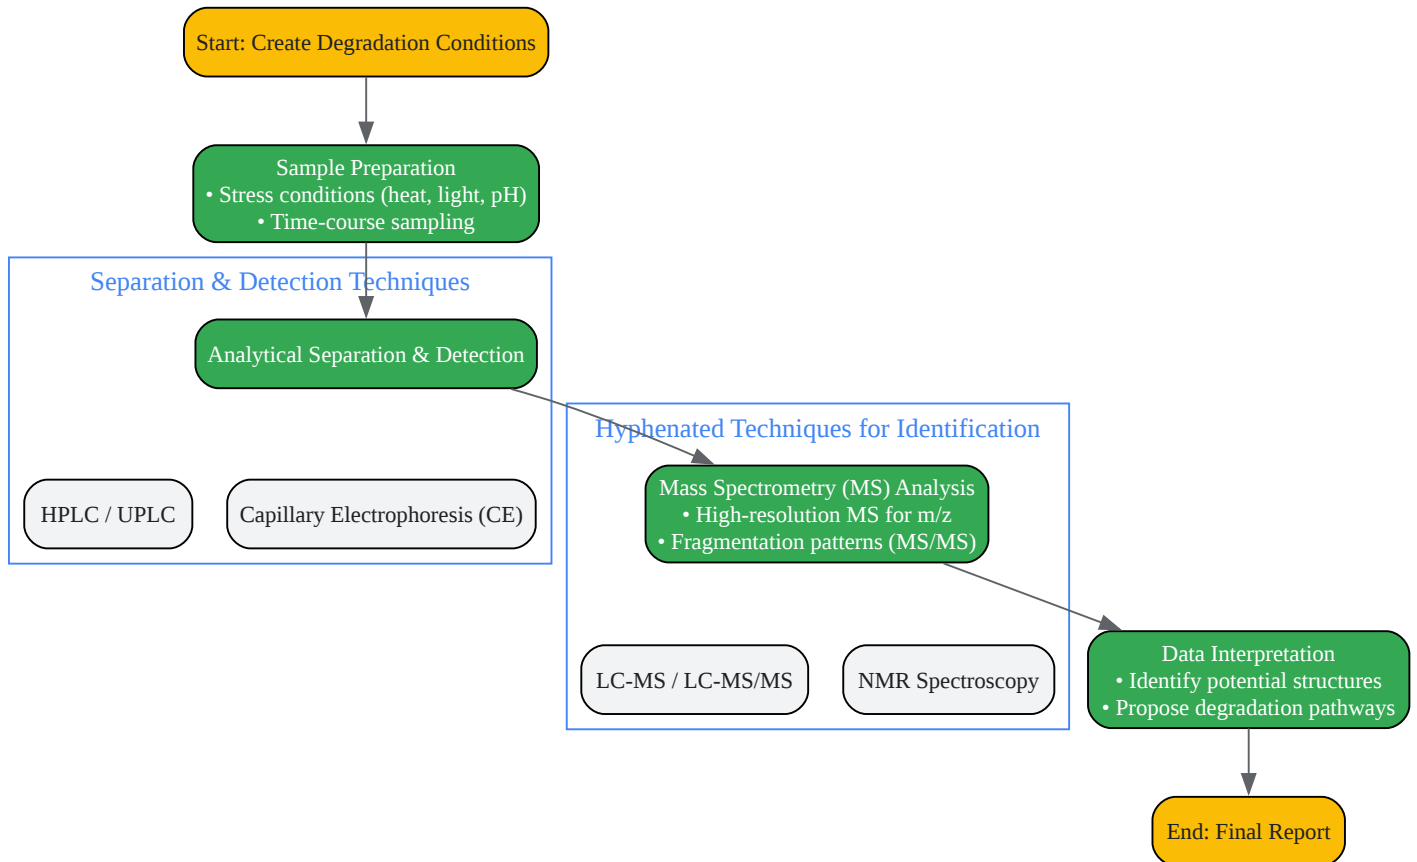 Start: Create Degradation Conditions
Sample Preparation
• Stress conditions (heat, light, pH)
• Time-course sampling
Separation & Detection Techniques
Analytical Separation & Detection
HPLC / UPLC
Capillary Electrophoresis (CE)
Hyphenated Techniques for Identification
Mass Spectrometry (MS) Analysis
• High-resolution MS for m/z
• Fragmentation patterns (MS/MS)
LC-MS / LC-MS/MS
NMR Spectroscopy
Data Interpretation
• Identify potential structures
• Propose degradation pathways
End: Final Report